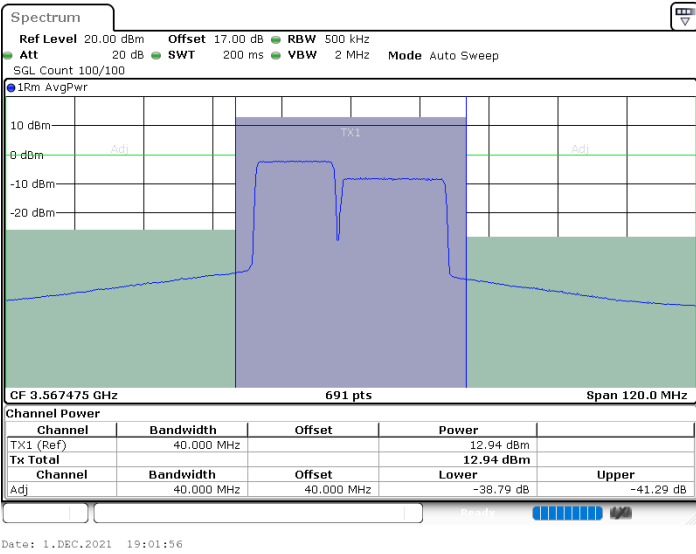 Spectrum
Ref Level 20.00 dBm Offset 17.00 dB RBW 500 kHz
Att 20 dB SWT 200 ms VBW 2 MHz Mode Auto Sweep
SGL Count 100/100
1Rm AvgPwr
10 dBm
TX1
Adj
Adj
0 dBm
-10 dBm
-20 dBm
CF 3.567475 GHz 691 pts Span 120.0 MHz
Channel Power
Channel Bandwidth Offset Power
TX1 (Ref) 40.000 MHz 12.94 dBm
Tx Total 12.94 dBm
Channel Bandwidth Offset Lower Upper
Adj 40.000 MHz 40.000 MHz -38.79 dB -41.29 dB
Ready
Date: 1.DEC.2021 19:01:56